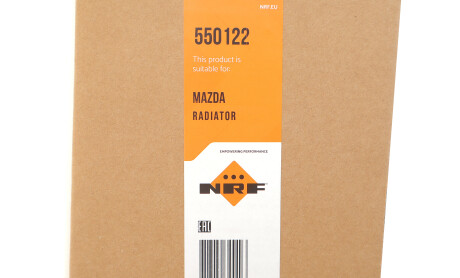 NRF.EU
550122
This product is
suitable for:
MAZDA
RADIATOR
EMPOWERING PERFORMANCE
NRF
EAC